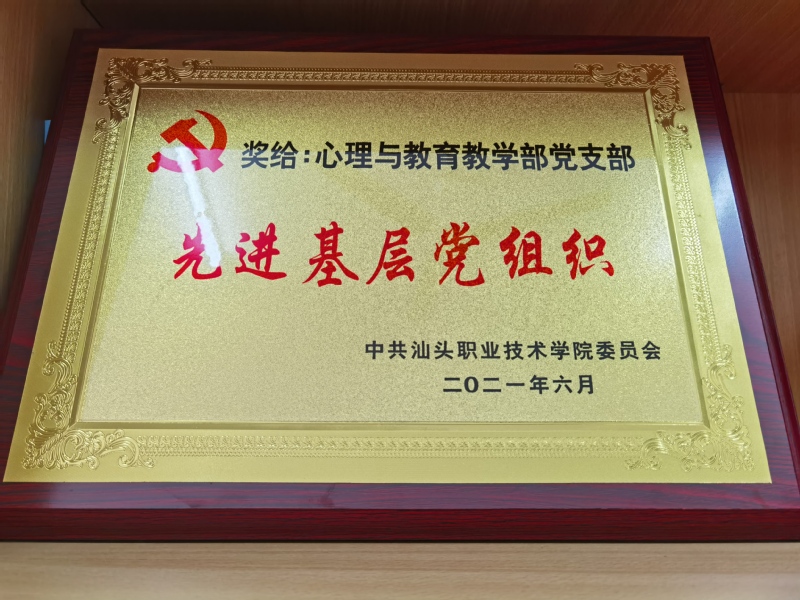 奖给:心理与教育教学部党支部
先进基层党组织
中共汕头职业技术学院委员会
二〇二一年六月